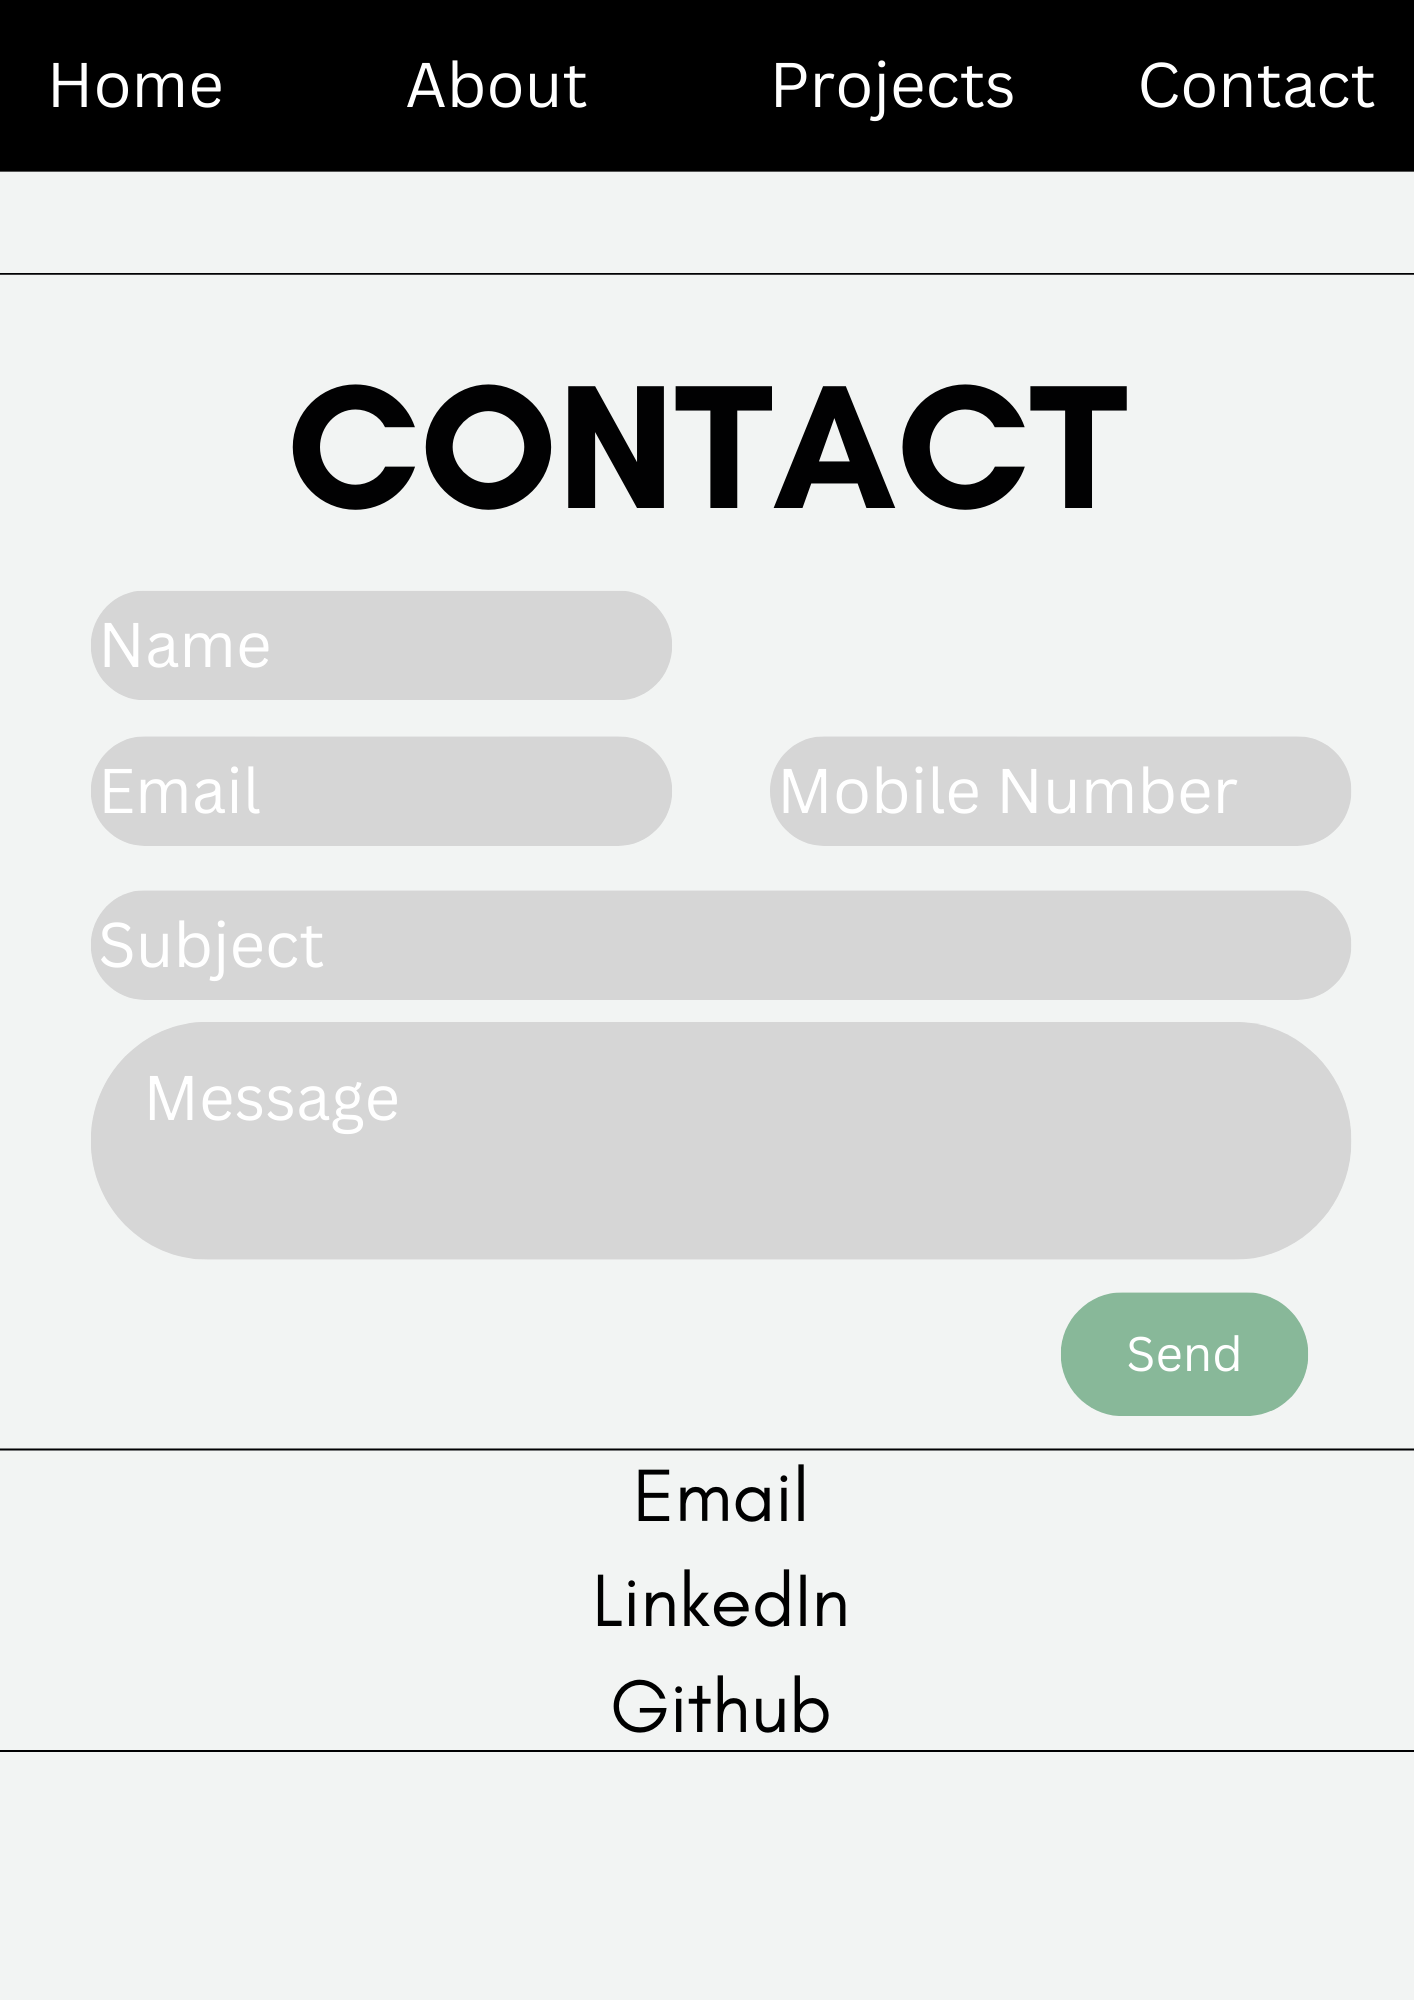 Home About Projects Contact
CONTACT
Name
Email Mobile Number
Subject
Message
Send
Email
LinkedIn
Github